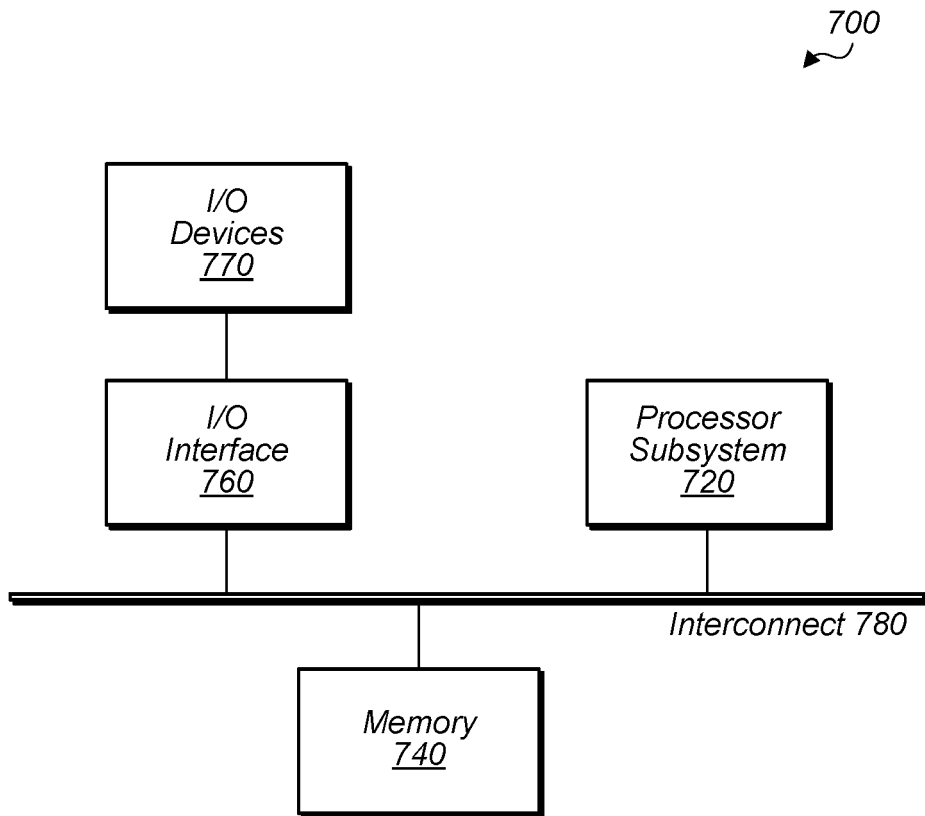 700
I/O
Devices
770
I/O
Interface
760
Processor
Subsystem
720
Interconnect 780
Memory
740